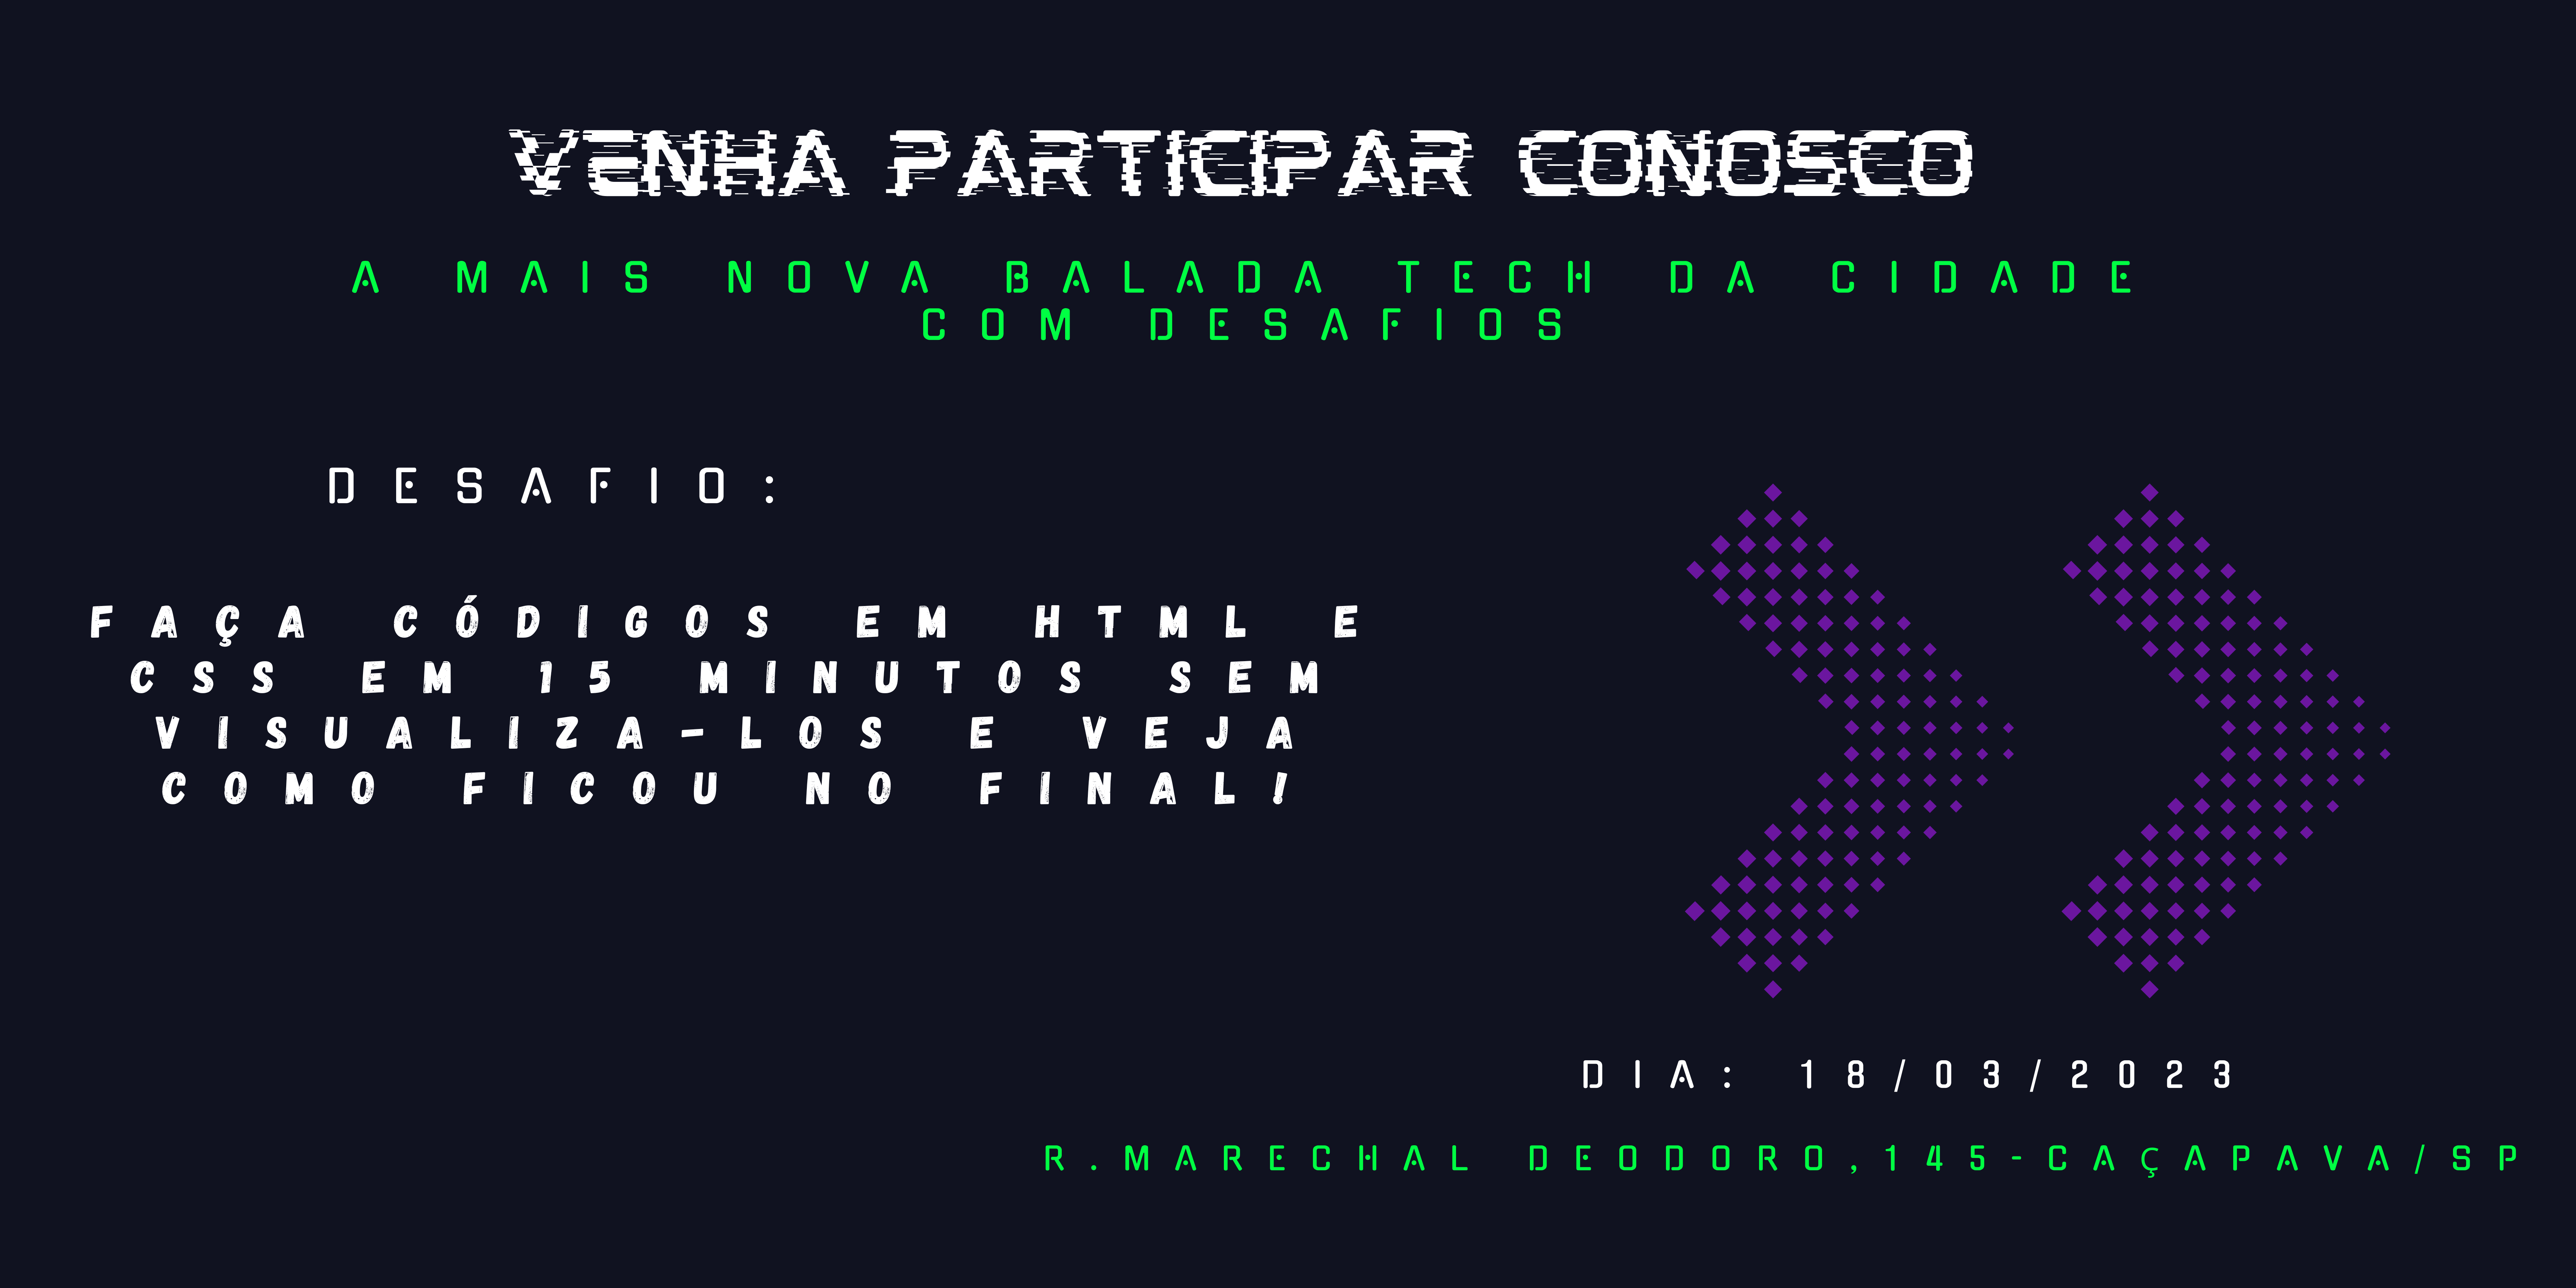 VENHA PARTICIPAR CONOSCO
A MAIS NOVA BALADA TECH DA CIDADE
COM DESAFIOS
DESAFIO:
FAÇA CÓDIGOS EM HTML E
CSS EM 15 MINUTOS SEM
VISUALIZA-LOS E VEJA
COMO FICOU NO FINAL!
DIA: 18/03/2023
R.MARECHAL DEODORO,145-CAÇAPAVA/SP